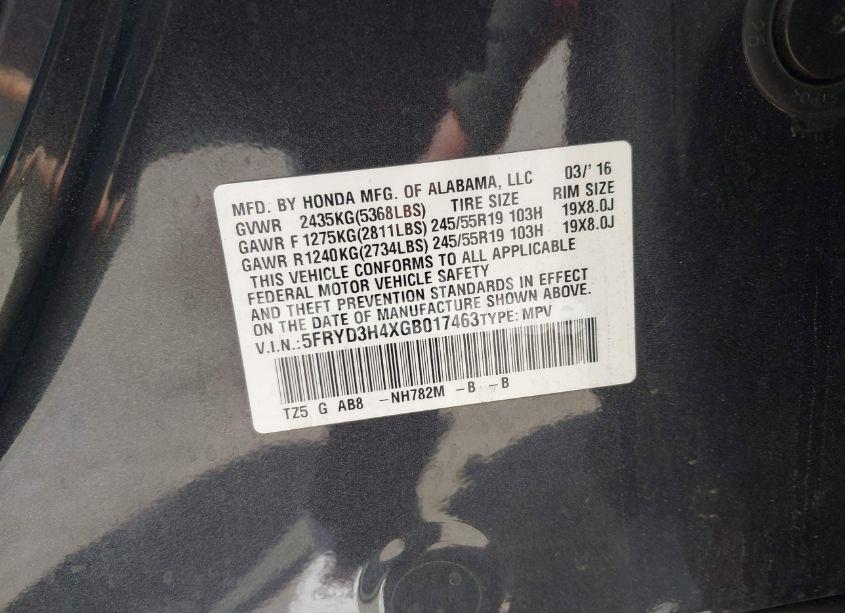 MFD. BY HONDA MFG. OF ALABAMA, LLC 03/' 16
GVWR 2435KG(5368LBS) TIRE SIZE RIM SIZE
GAWR F 1275KG(2811LBS) 245/55R19 103H 19X8.0J
GAWR R1240KG(2734LBS) 245/55R19 103H 19X8.0J
THIS VEHICLE CONFORMS TO ALL APPLICABLE
FEDERAL MOTOR VEHICLE SAFETY
AND THEFT PREVENTION STANDARDS IN EFFECT
ON THE DATE OF MANUFACTURE SHOWN ABOVE.
V.I.N.:5FRYD3H4XGB017463TYPE: MPV
TZ5 G AB8 -NH782M -B -B